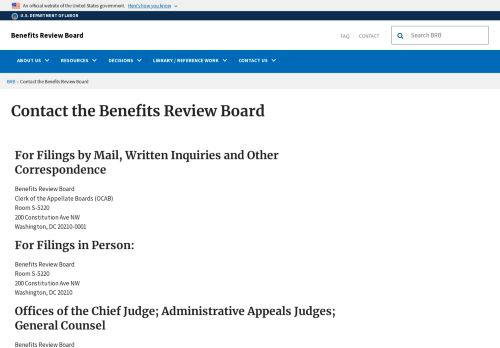 An official website of the United States government. Here's how you know
U.S. DEPARTMENT OF LABOR
Benefits Review Board
FAQ CONTACT
Search BRB
ABOUT US RESOURCES DECISIONS LIBRARY / REFERENCE WORK CONTACT US
BRB › Contact the Benefits Review Board
Contact the Benefits Review Board
For Filings by Mail, Written Inquiries and Other
Correspondence
Benefits Review Board
Clerk of the Appellate Boards (OCAB)
Room S-5220
200 Constitution Ave NW
Washington, DC 20210-0001
For Filings in Person:
Benefits Review Board
Room S-5220
200 Constitution Ave NW
Washington, DC 20210
Offices of the Chief Judge; Administrative Appeals Judges;
General Counsel
Benefits Review Board